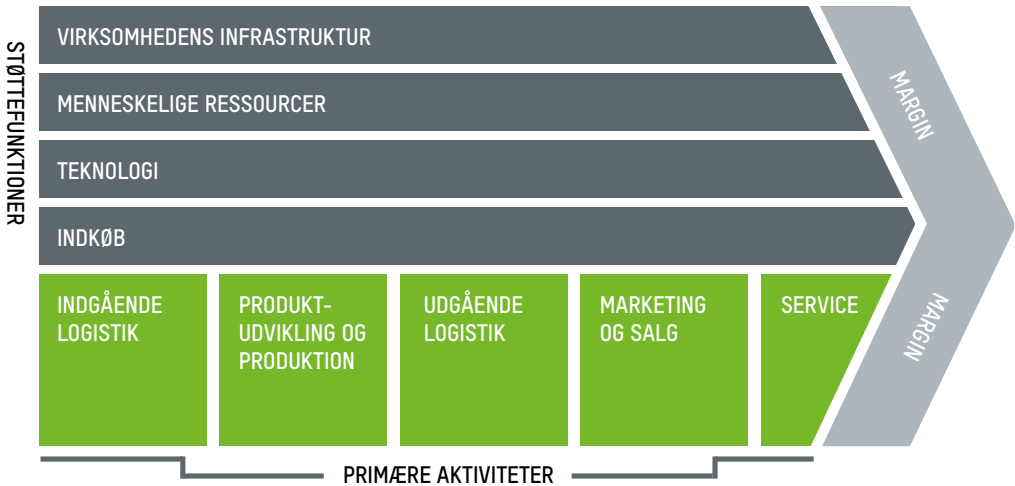 STØTTEFUNKTIONER
VIRKSOMHEDENS INFRASTRUKTUR
MENNESKELIGE RESSOURCER
TEKNOLOGI
INDKØB
MARGIN
INDGÅENDE
LOGISTIK
PRODUKT-
UDVIKLING OG
PRODUKTION
UDGÅENDE
LOGISTIK
MARKETING
OG SALG
SERVICE
MARGIN
PRIMÆRE AKTIVITETER